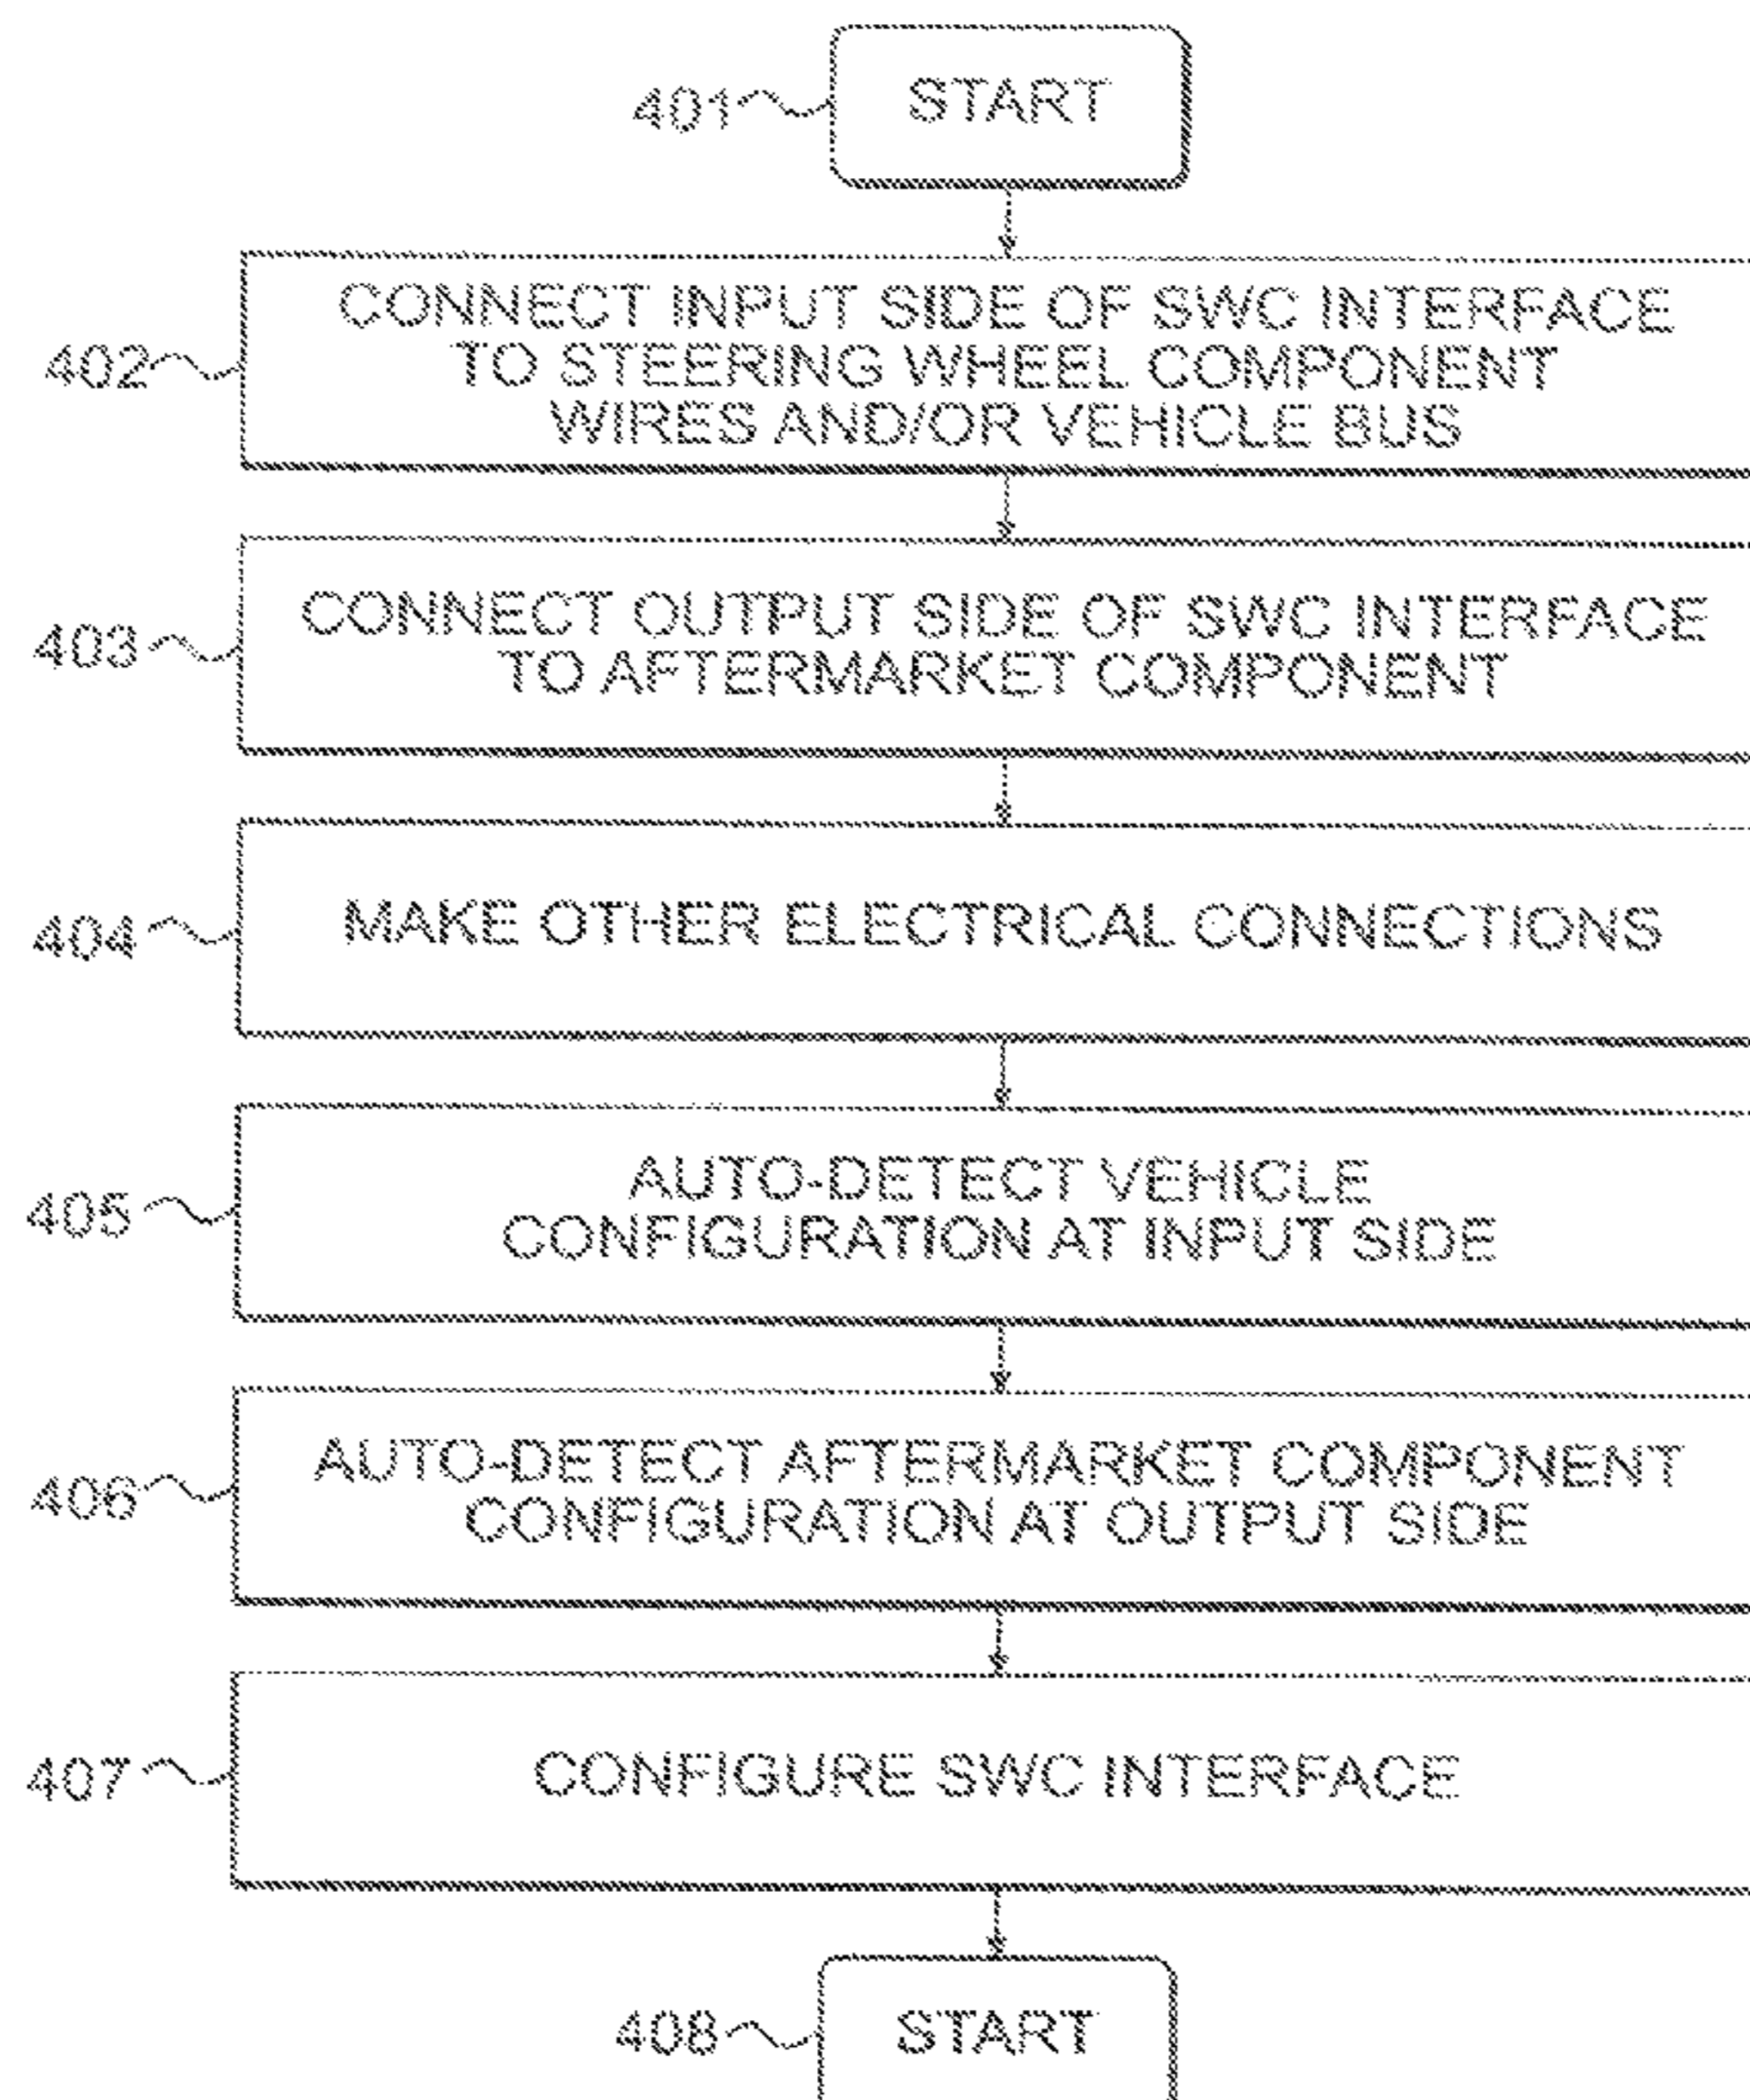 401 START
402 CONNECT INPUT SIDE OF SWC INTERFACE
TO STEERING WHEEL COMPONENT
WIRES AND/OR VEHICLE BUS
403 CONNECT OUTPUT SIDE OF SWC INTERFACE
TO AFTERMARKET COMPONENT
404 MAKE OTHER ELECTRICAL CONNECTIONS
405 AUTO-DETECT VEHICLE
CONFIGURATION AT INPUT SIDE
406 AUTO-DETECT AFTERMARKET COMPONENT
CONFIGURATION AT OUTPUT SIDE
407 CONFIGURE SWC INTERFACE
408 START